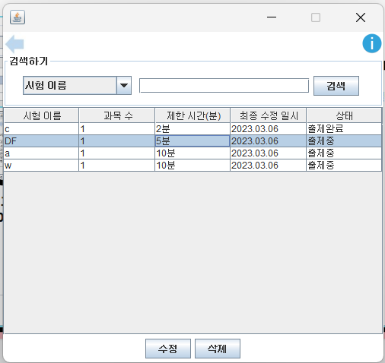 검색하기
시험 이름 검색
시험 이름 과목 수 제한 시간(분) 최종 수정 일시 상태
c 1 2분 2023.03.06 출제완료
DF 1 5분 2023.03.06 출제중
a 1 10분 2023.03.06 출제중
w 1 10분 2023.03.06 출제중
수정 삭제